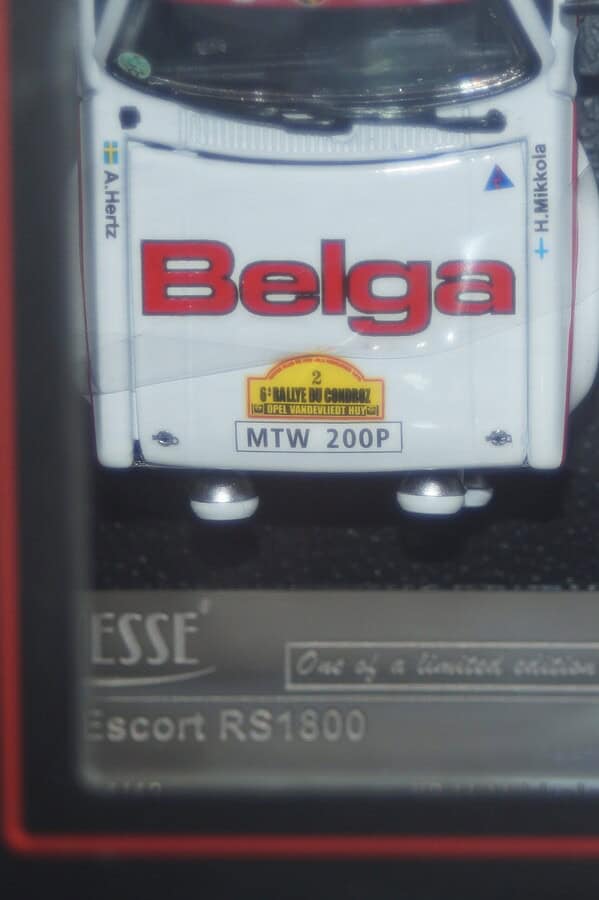 A.Hertz
H.Mikkola
Belga
2
6e RALLYE DU CONDROZ
OPEL VANDEVLIEDT HUY
MTW 200P
ESSE
One of a limited edition
Escort RS1800